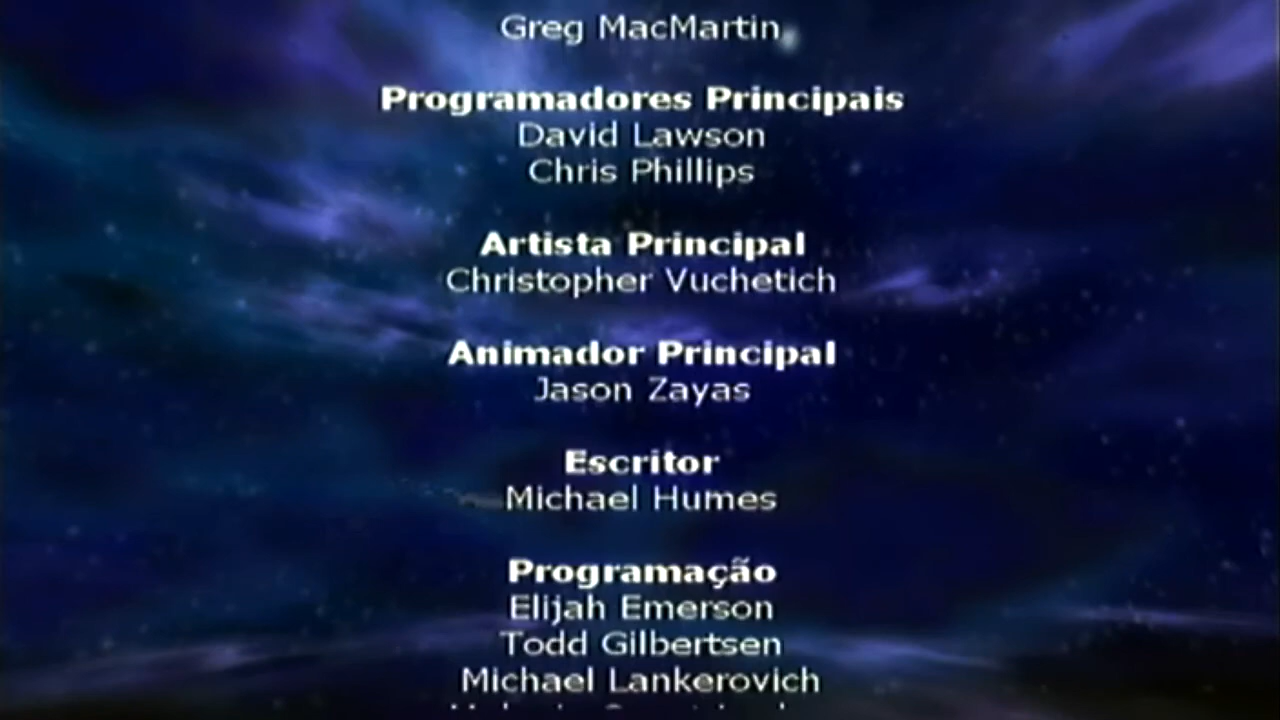 Greg MacMartin
Programadores Principais
David Lawson
Chris Phillips
Artista Principal
Christopher Vuchetich
Animador Principal
Jason Zayas
Escritor
Michael Humes
Programação
Elijah Emerson
Todd Gilbertsen
Michael Lankerovich